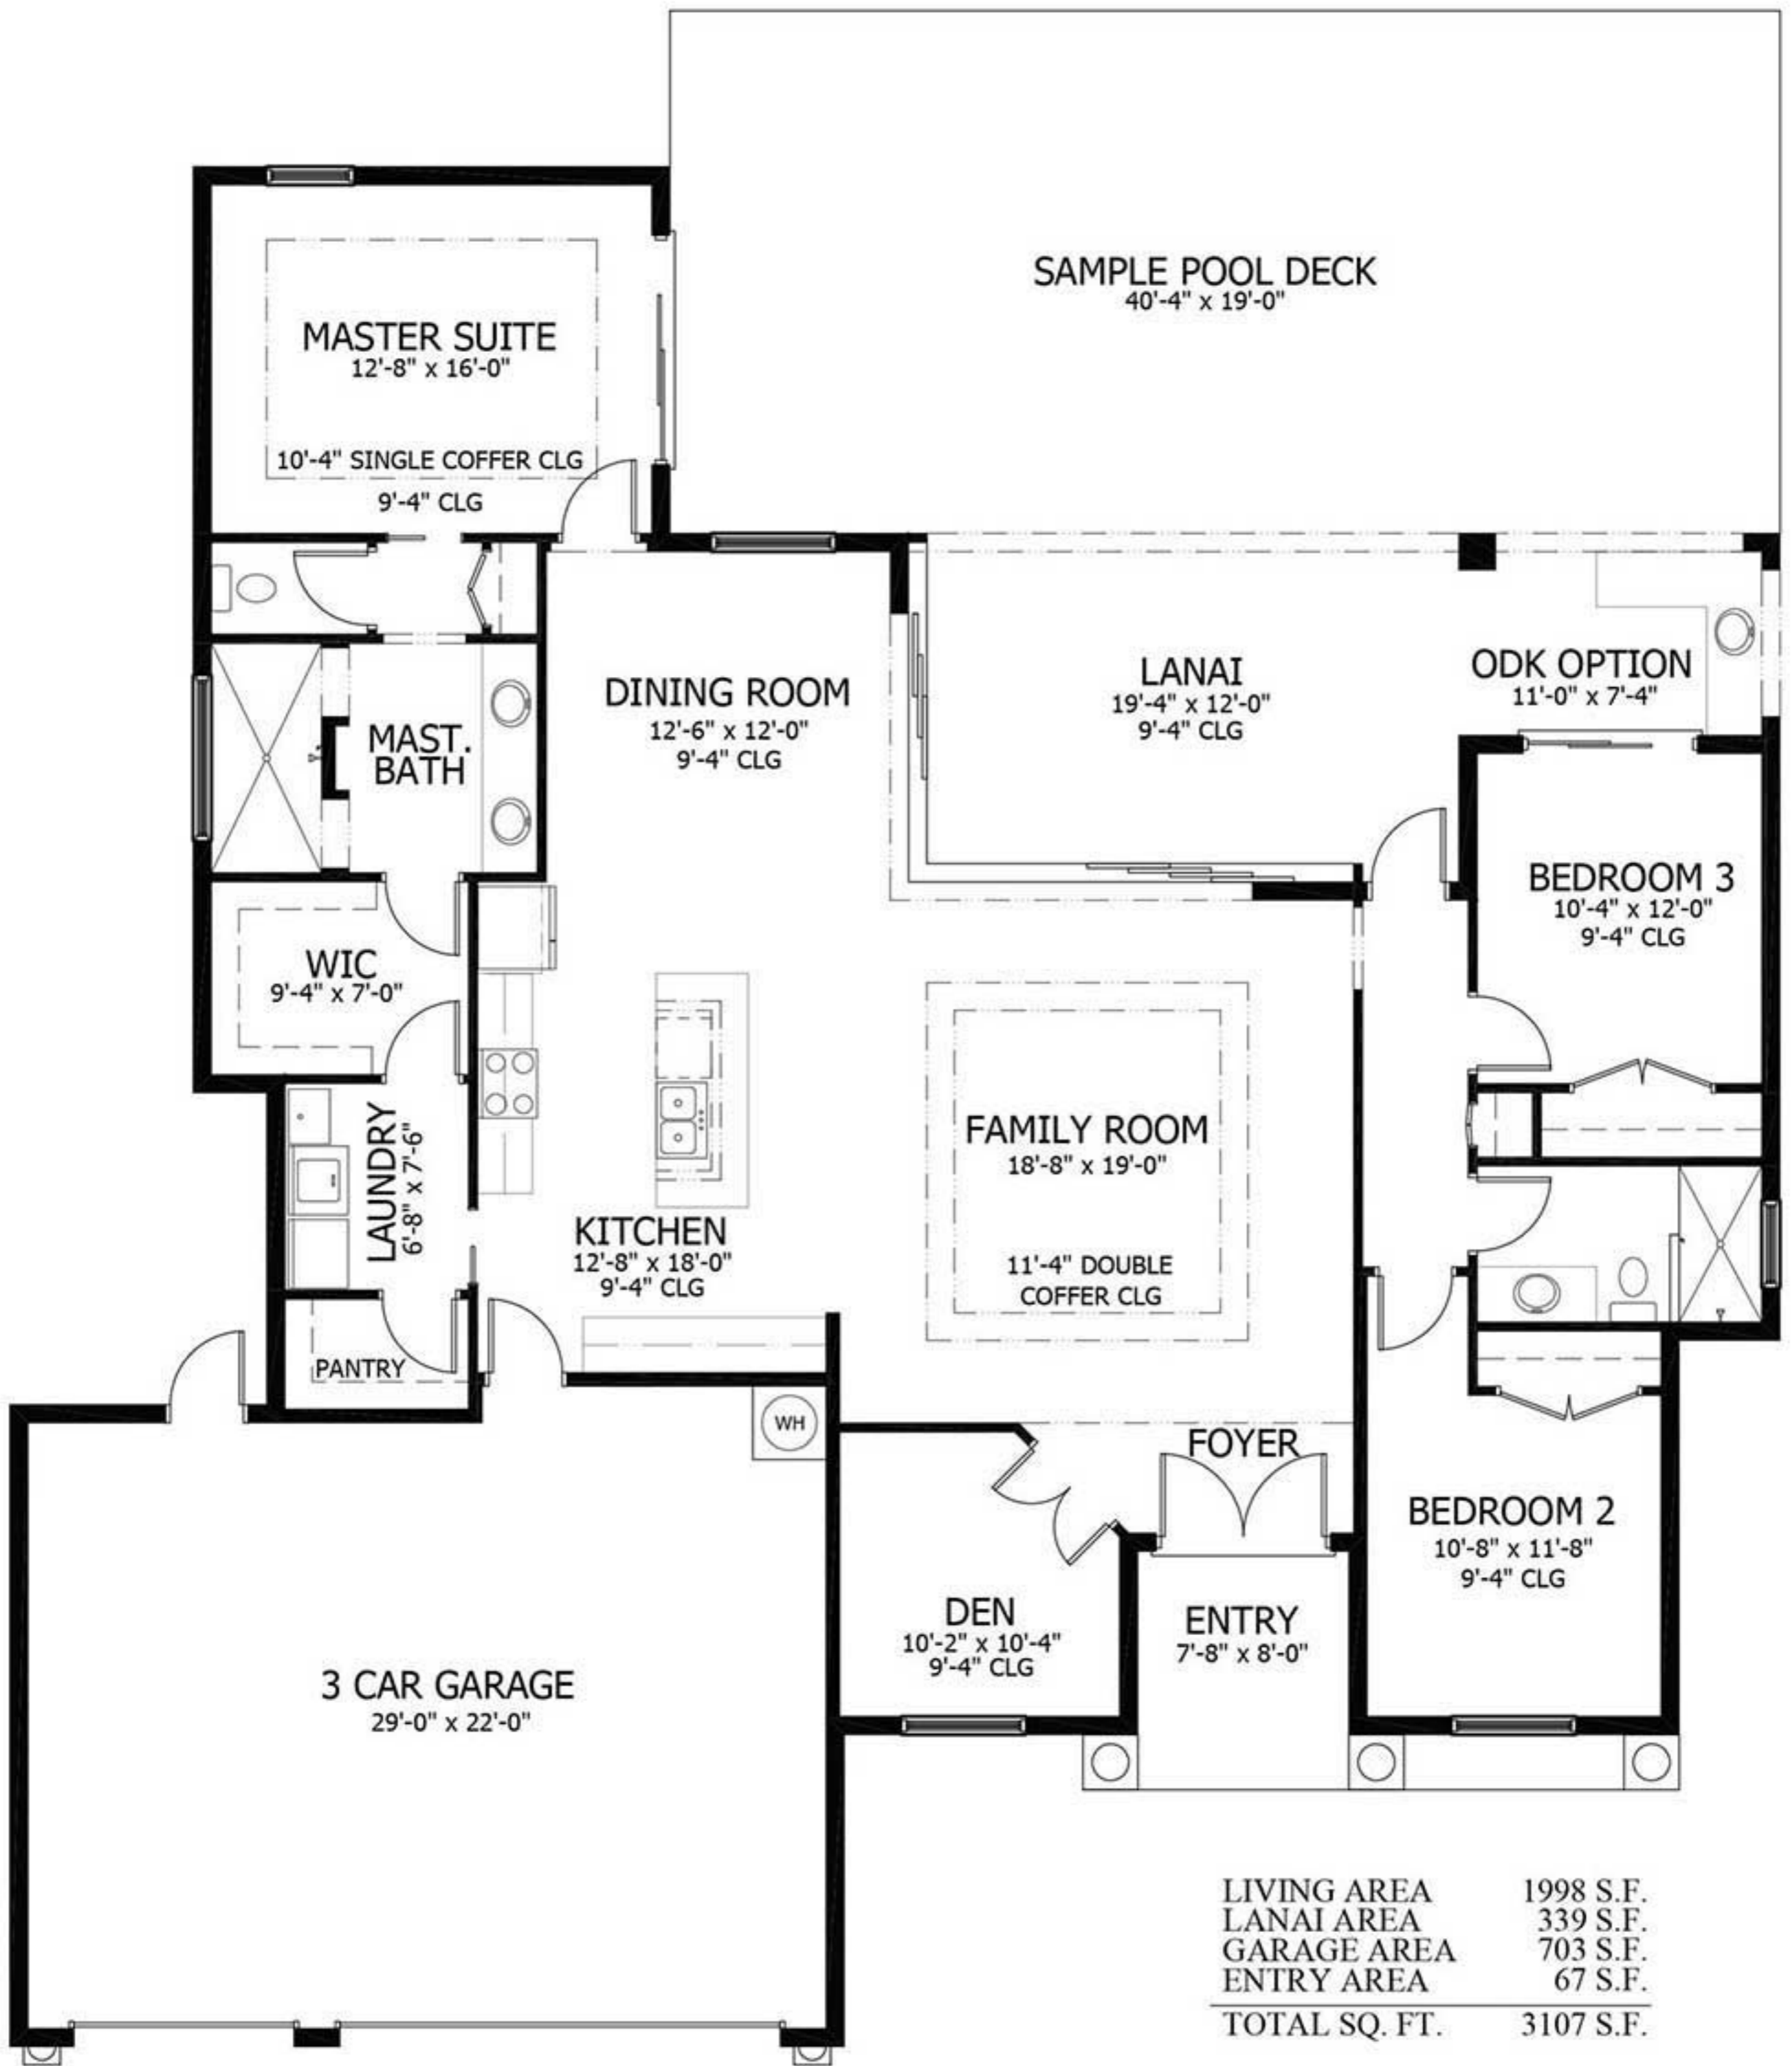 SAMPLE POOL DECK
40'-4" x 19'-0"
MASTER SUITE
12'-8" x 16'-0"
10'-4" SINGLE COFFER CLG
9'-4" CLG
DINING ROOM
12'-6" x 12'-0"
9'-4" CLG
LANAI
19'-4" x 12'-0"
9'-4" CLG
ODK OPTION
11'-0" x 7'-4"
MAST.
BATH
BEDROOM 3
10'-4" x 12'-0"
9'-4" CLG
WIC
9'-4" x 7'-0"
LAUNDRY
6'-8" x 7'-6"
FAMILY ROOM
18'-8" x 19'-0"
11'-4" DOUBLE
COFFER CLG
KITCHEN
12'-8" x 18'-0"
9'-4" CLG
PANTRY
WH
FOYER
BEDROOM 2
10'-8" x 11'-8"
9'-4" CLG
DEN
10'-2" x 10'-4"
9'-4" CLG
ENTRY
7'-8" x 8'-0"
3 CAR GARAGE
29'-0" x 22'-0"
LIVING AREA 1998 S.F.
LANAI AREA 339 S.F.
GARAGE AREA 703 S.F.
ENTRY AREA 67 S.F.
TOTAL SQ. FT. 3107 S.F.